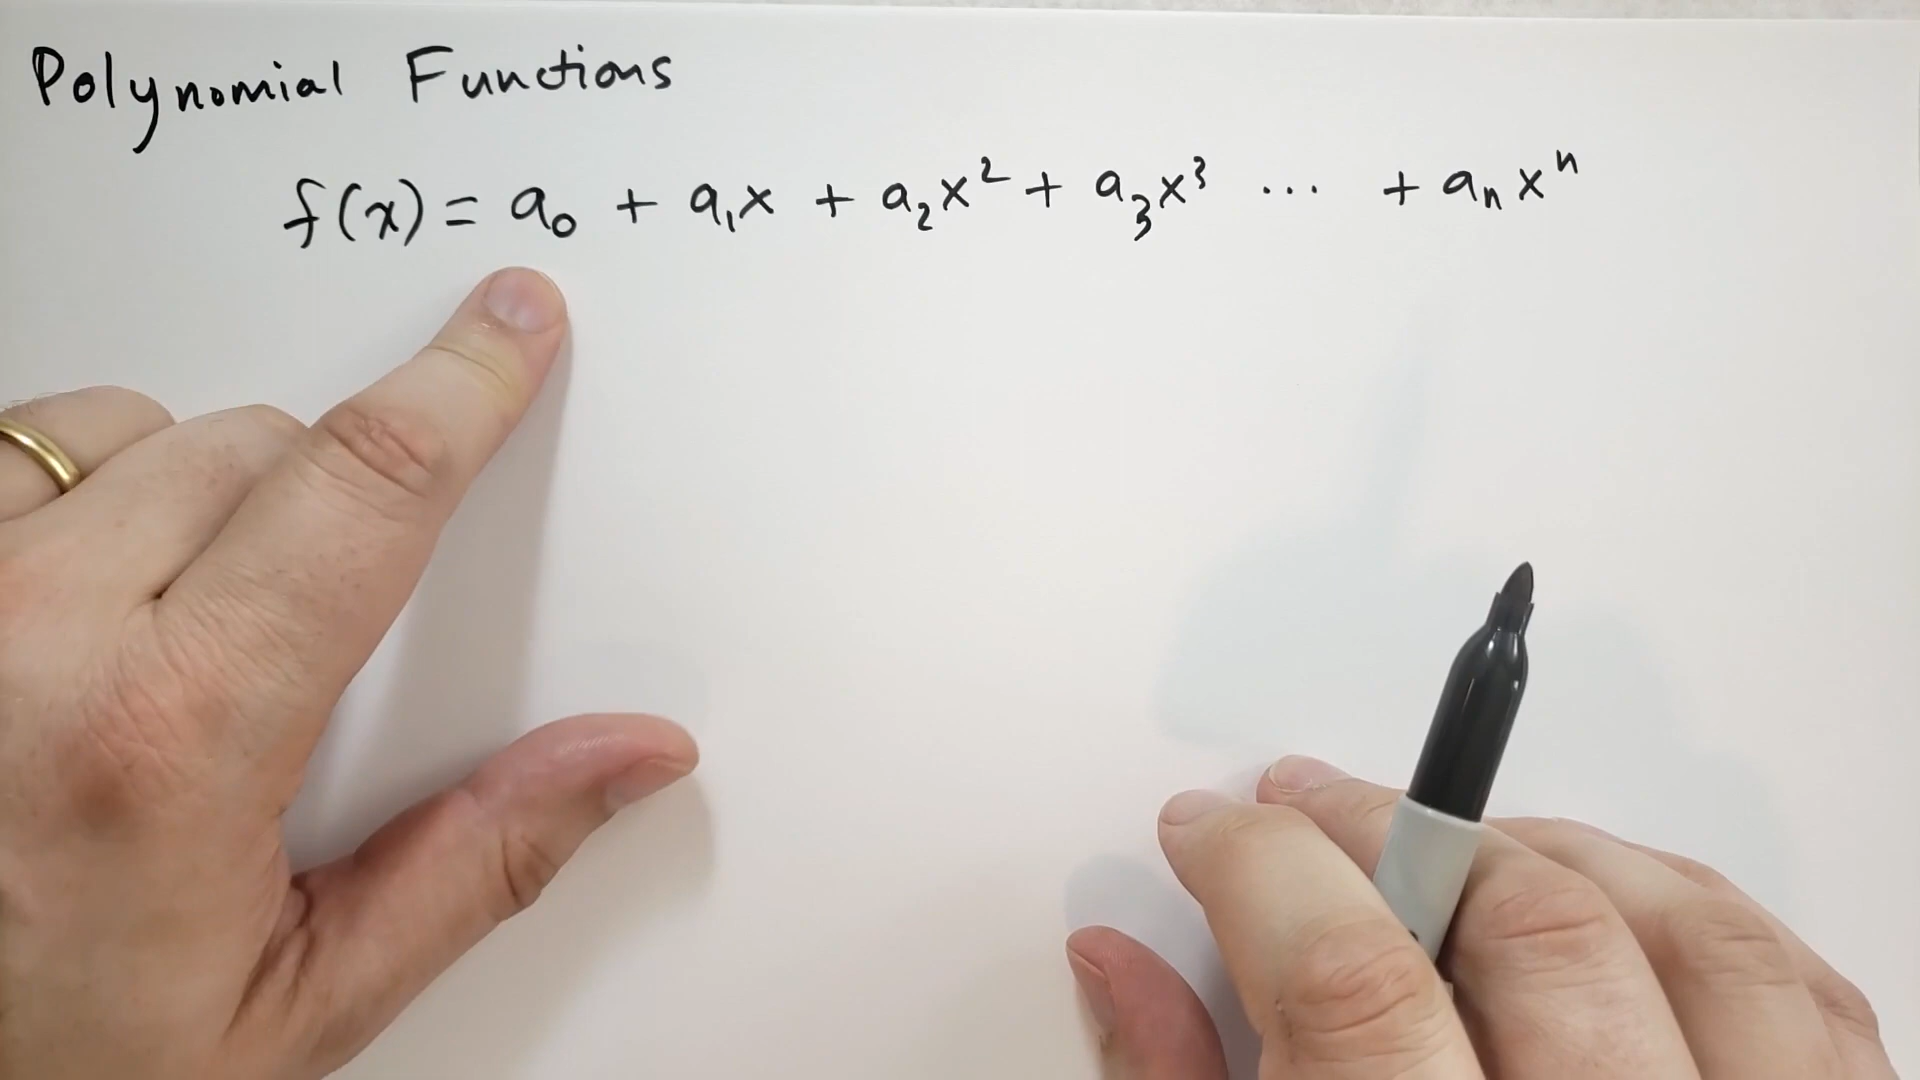 Polynomial Functions
f(x) = a₀ + a₁x + a₂x² + a₃x³ ... + aₙxⁿ